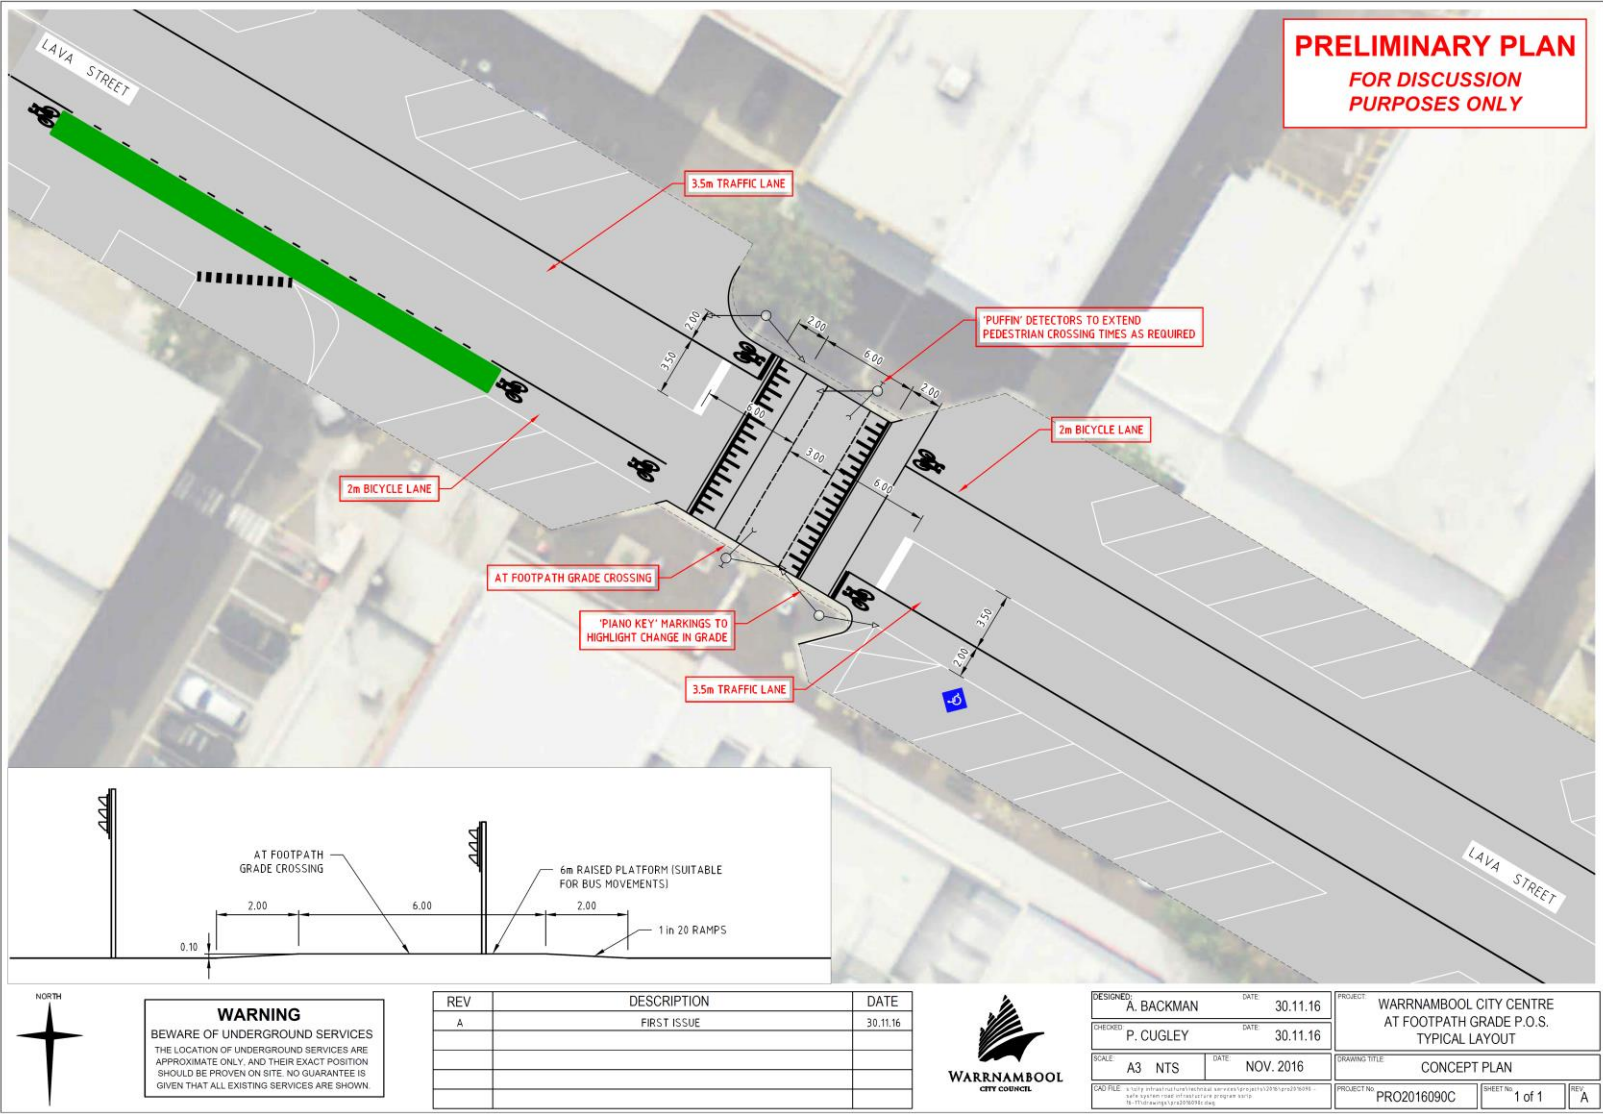 LAVA STREET
PRELIMINARY PLAN
FOR DISCUSSION
PURPOSES ONLY
3.5m TRAFFIC LANE
'PUFFIN' DETECTORS TO EXTEND
PEDESTRIAN CROSSING TIMES AS REQUIRED
2.00
3.50
2.00
6.00
2.00
6.00
3.00
6.00
2m BICYCLE LANE
2m BICYCLE LANE
AT FOOTPATH GRADE CROSSING
'PIANO KEY' MARKINGS TO
HIGHLIGHT CHANGE IN GRADE
3.50
2.00
3.5m TRAFFIC LANE
LAVA STREET
AT FOOTPATH
GRADE CROSSING
6m RAISED PLATFORM (SUITABLE
FOR BUS MOVEMENTS)
2.00
6.00
2.00
1 in 20 RAMPS
0.10
NORTH
WARNING
BEWARE OF UNDERGROUND SERVICES
THE LOCATION OF UNDERGROUND SERVICES ARE
APPROXIMATE ONLY, AND THEIR EXACT POSITION
SHOULD BE PROVEN ON SITE. NO GUARANTEE IS
GIVEN THAT ALL EXISTING SERVICES ARE SHOWN.
REV DESCRIPTION DATE
A FIRST ISSUE 30.11.16
WARRNAMBOOL
CITY COUNCIL
DESIGNED: A. BACKMAN DATE 30.11.16
CHECKED: P. CUGLEY DATE 30.11.16
SCALE: A3 NTS DATE: NOV. 2016
CAD FILE:
PROJECT: WARRNAMBOOL CITY CENTRE
AT FOOTPATH GRADE P.O.S.
TYPICAL LAYOUT
DRAWING TITLE: CONCEPT PLAN
PROJECT No. PRO2016090C SHEET No. 1 of 1 REV. A